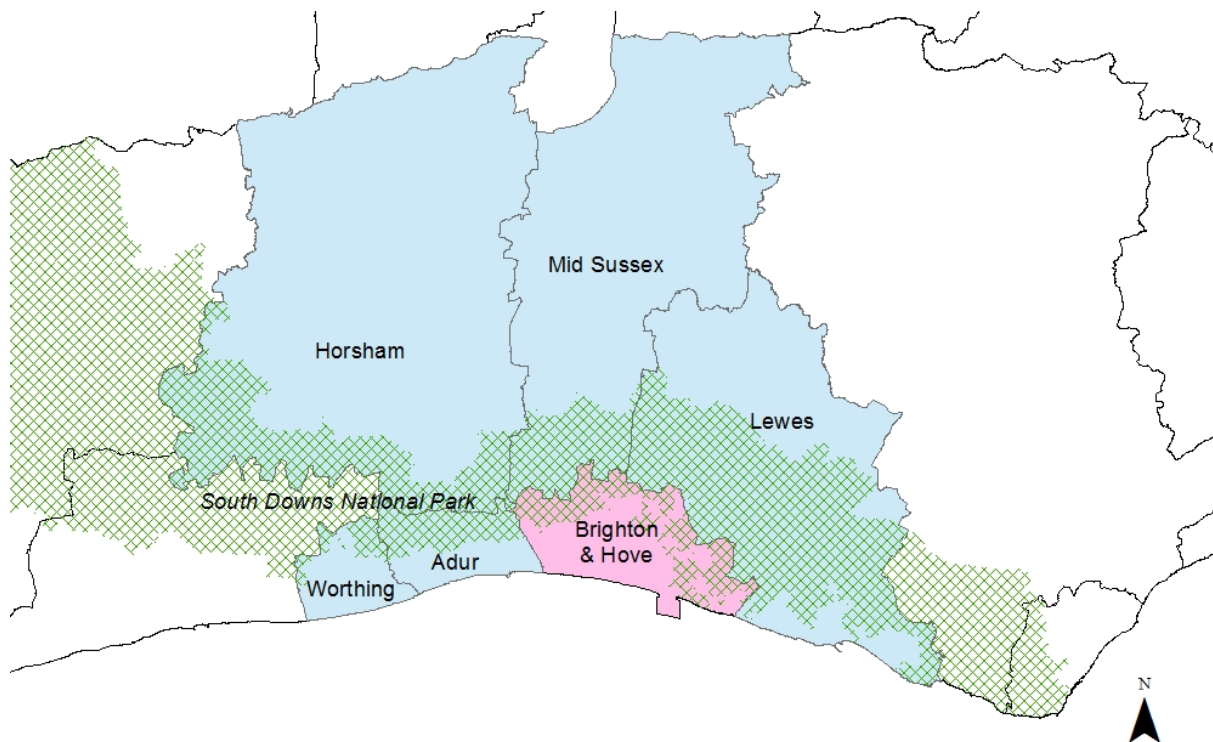 Mid Sussex
Horsham
Lewes
South Downs National Park
Brighton
& Hove
Adur
Worthing
N